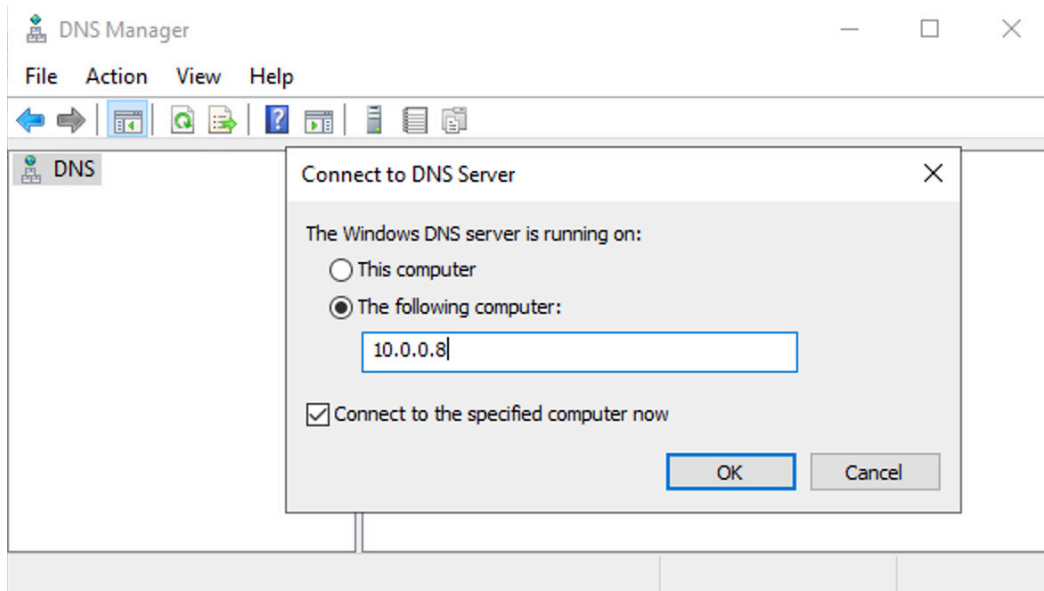 DNS Manager
File Action View Help
DNS
Connect to DNS Server
The Windows DNS server is running on:
This computer
The following computer:
10.0.0.8
Connect to the specified computer now
OK Cancel